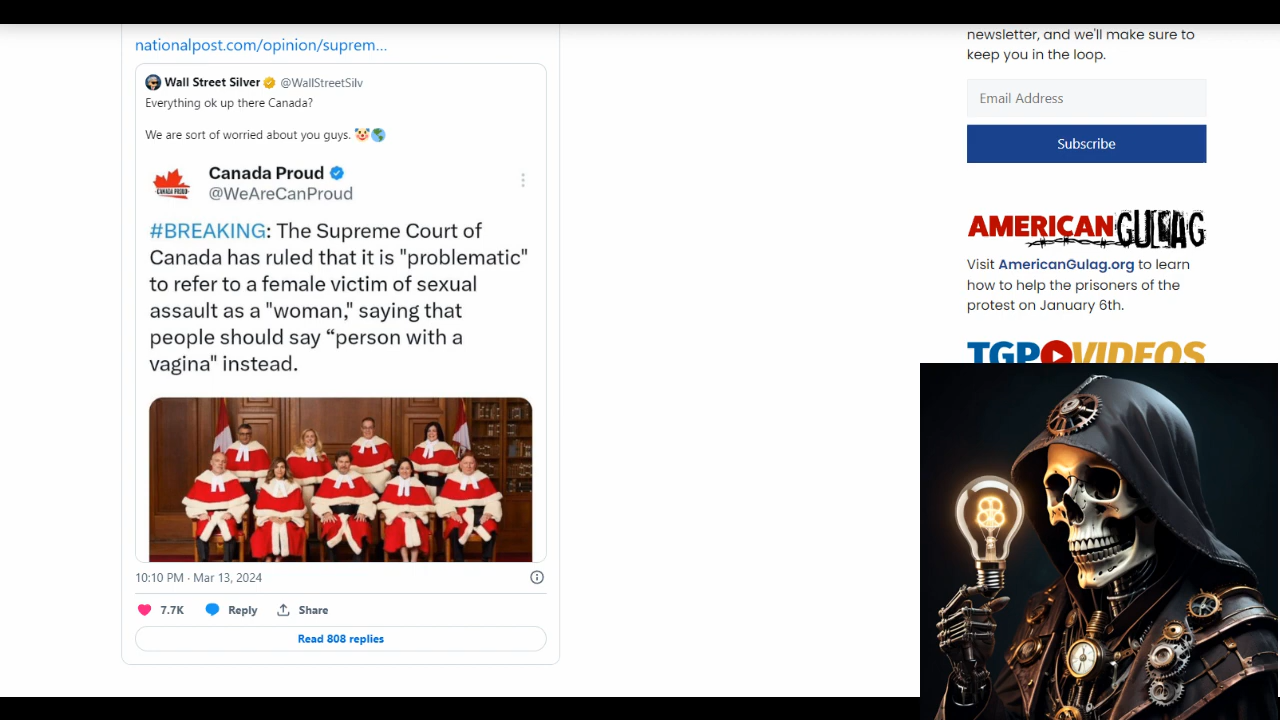 nationalpost.com/opinion/suprem...
Wall Street Silver @WallStreetSilv
Everything ok up there Canada?
We are sort of worried about you guys. 🤡🌎
CANADA PROUD
Canada Proud
@WeAreCanProud
#BREAKING: The Supreme Court of
Canada has ruled that it is "problematic"
to refer to a female victim of sexual
assault as a "woman," saying that
people should say “person with a
vagina" instead.
10:10 PM · Mar 13, 2024
7.7K Reply Share
Read 808 replies
newsletter, and we'll make sure to
keep you in the loop.
Email Address
Subscribe
AMERICANGULAG
Visit AmericanGulag.org to learn
how to help the prisoners of the
protest on January 6th.
TGPVIDEOS